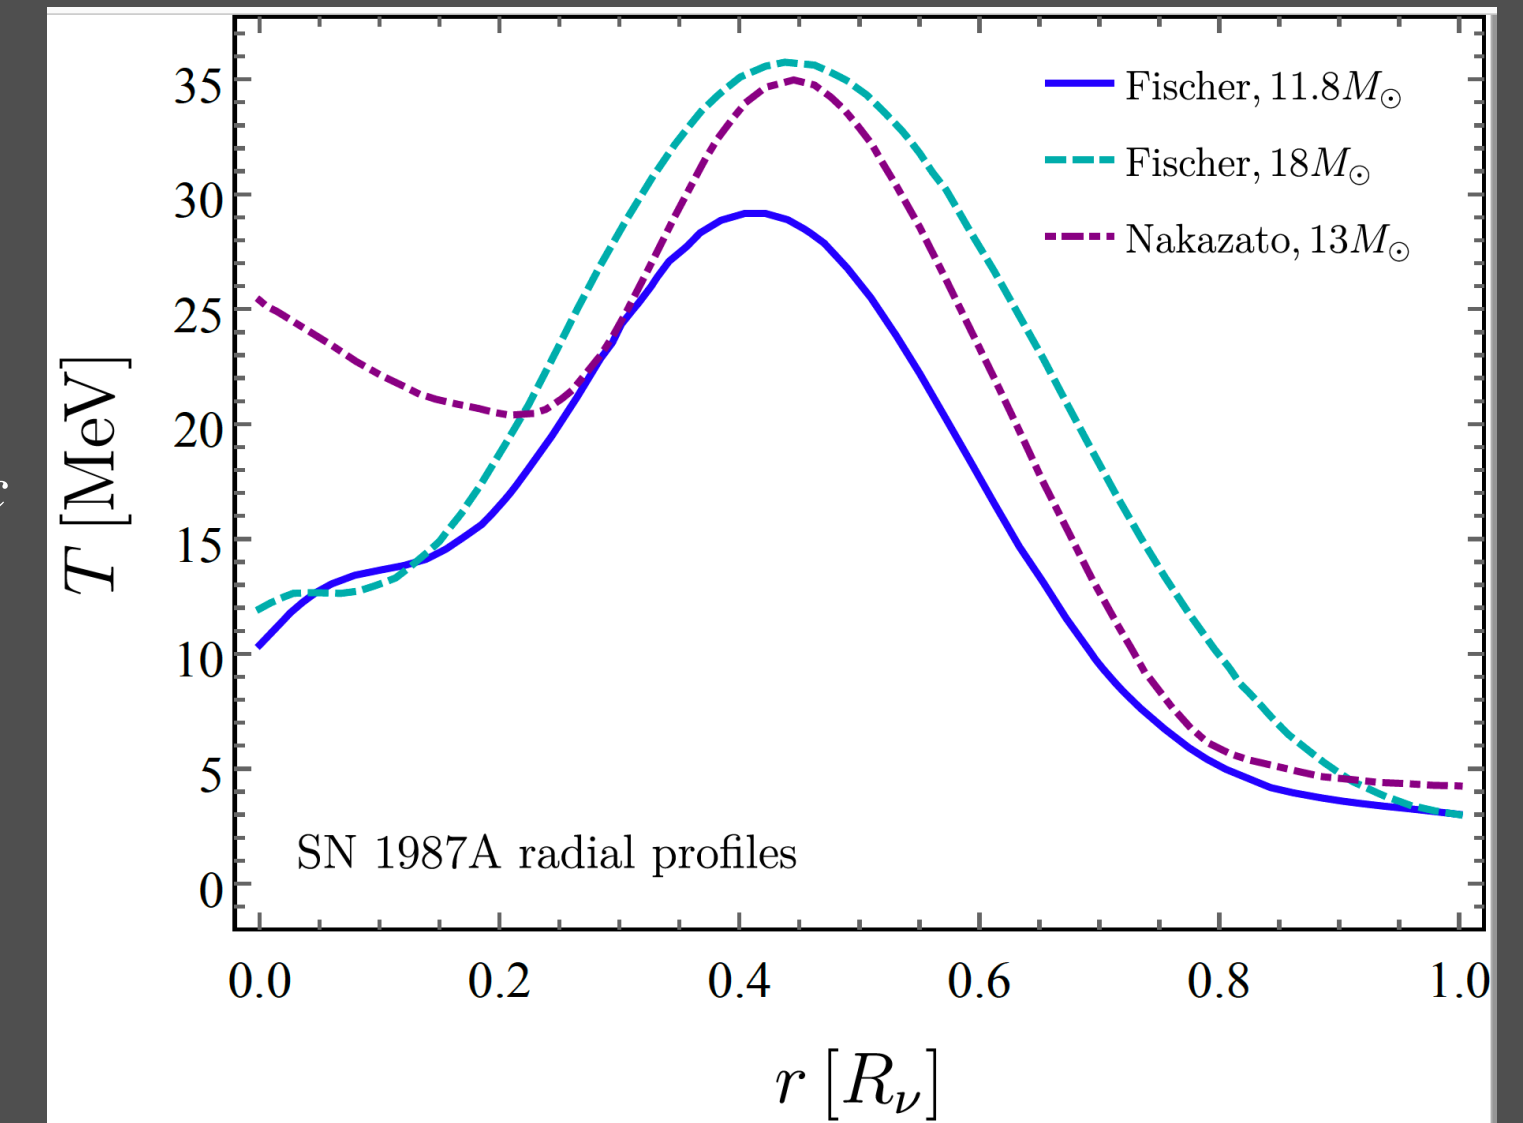 35
30
25
20
15
10
5
0
T [MeV]
Fischer, 11.8M⊙
Fischer, 18M⊙
Nakazato, 13M⊙
SN 1987A radial profiles
0.0 0.2 0.4 0.6 0.8 1.0
r [Rν]